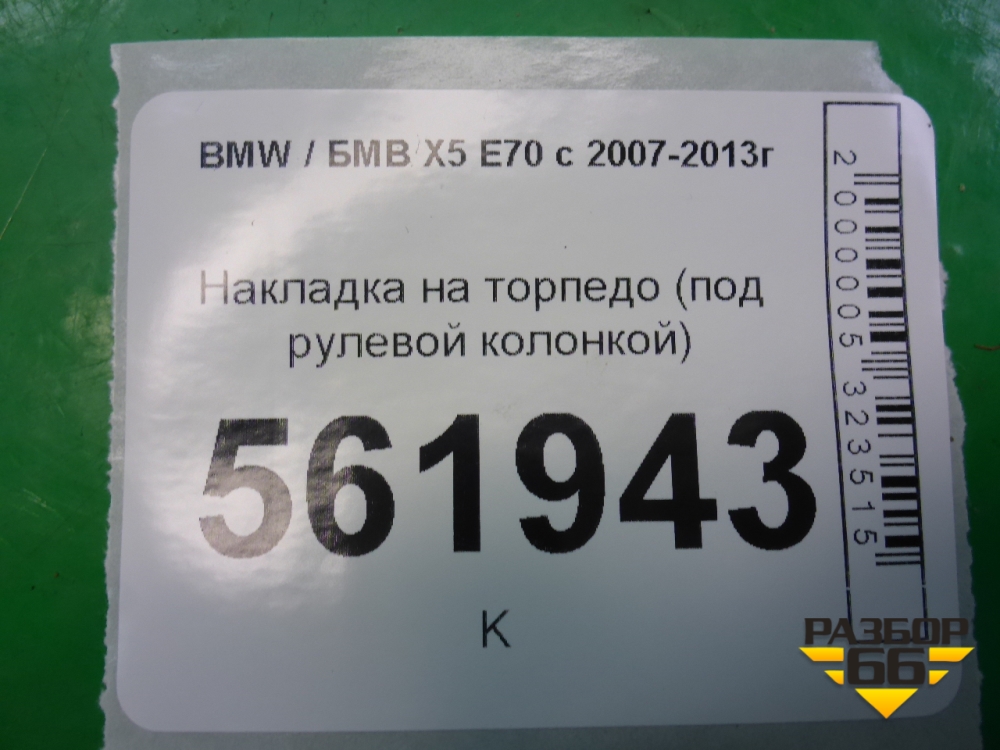 BMW / БМВ X5 E70 с 2007-2013г
Накладка на торпедо (под
рулевой колонкой)
561943
К
2000005323515
РАЗБОР
66